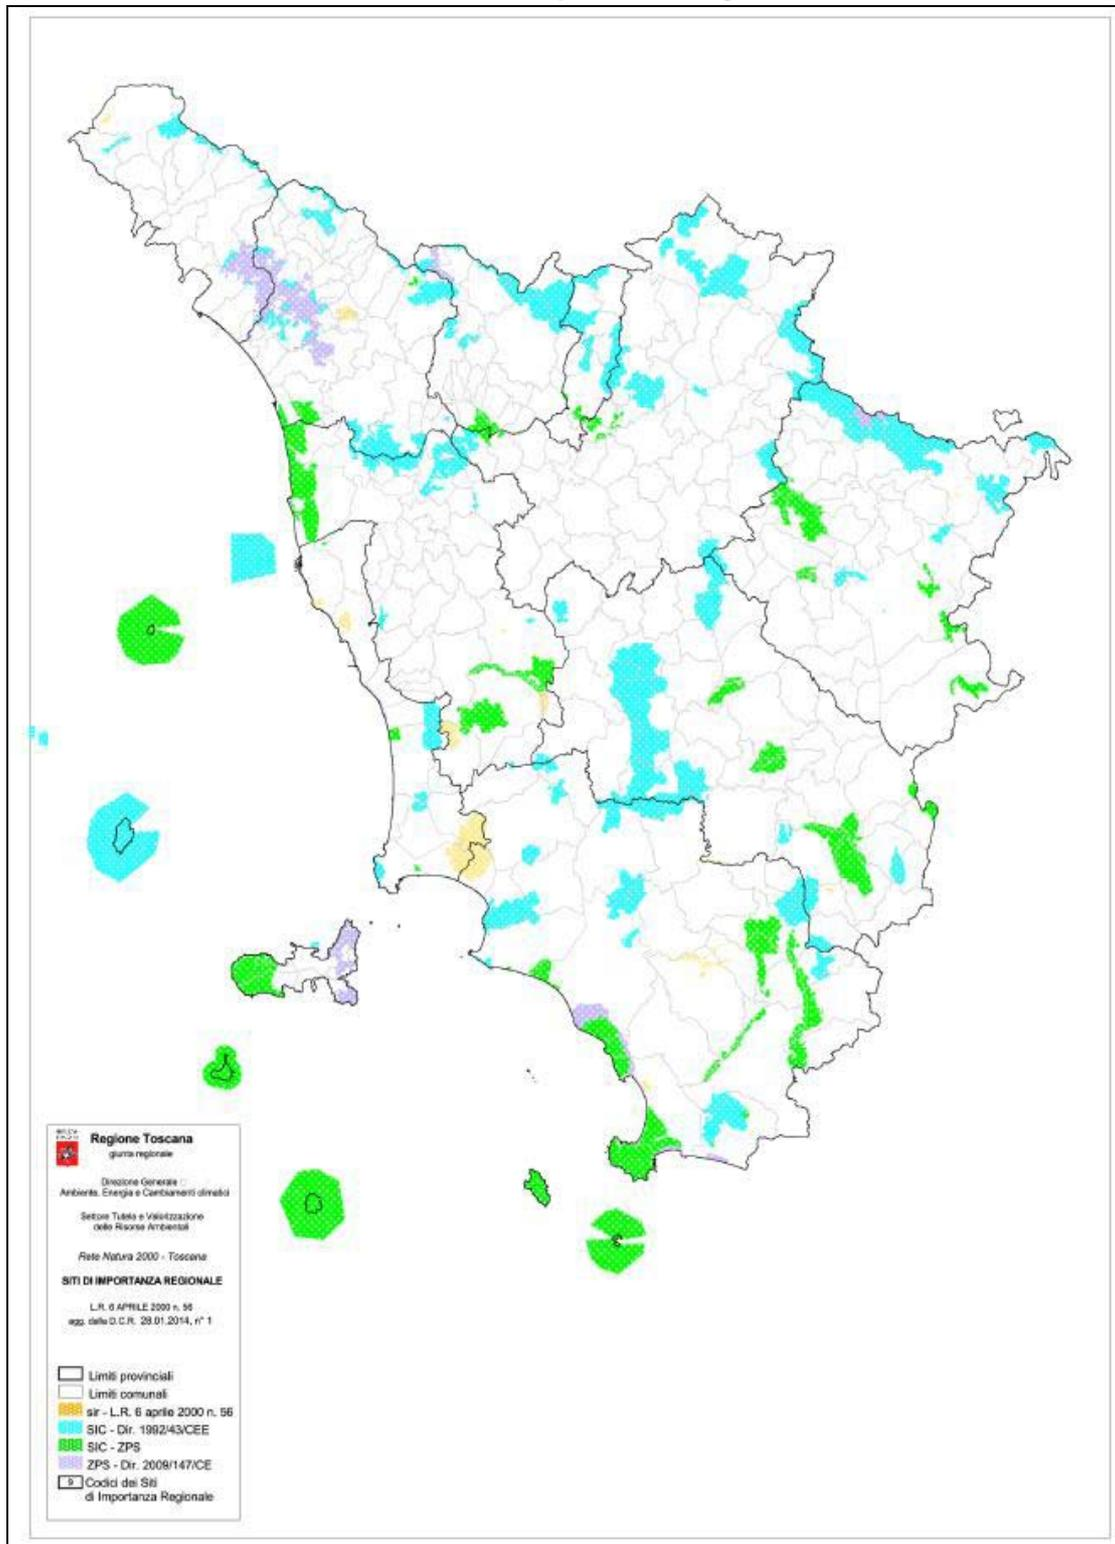 Regione Toscana
giunta regionale
Direzione Generale
Ambiente, Energia e Cambiamenti climatici
Settore Tutela e Valorizzazione
delle Risorse Ambientali
Rete Natura 2000 - Toscana
SITI DI IMPORTANZA REGIONALE
L.R. 6 APRILE 2000 n. 56
agg. dalla D.C.R. 28.01.2014, n° 1
Limiti provinciali
Limiti comunali
sir - L.R. 6 aprile 2000 n. 56
SIC - Dir. 1992/43/CEE
SIC - ZPS
ZPS - Dir. 2009/147/CE
9 Codici dei Siti
di Importanza Regionale